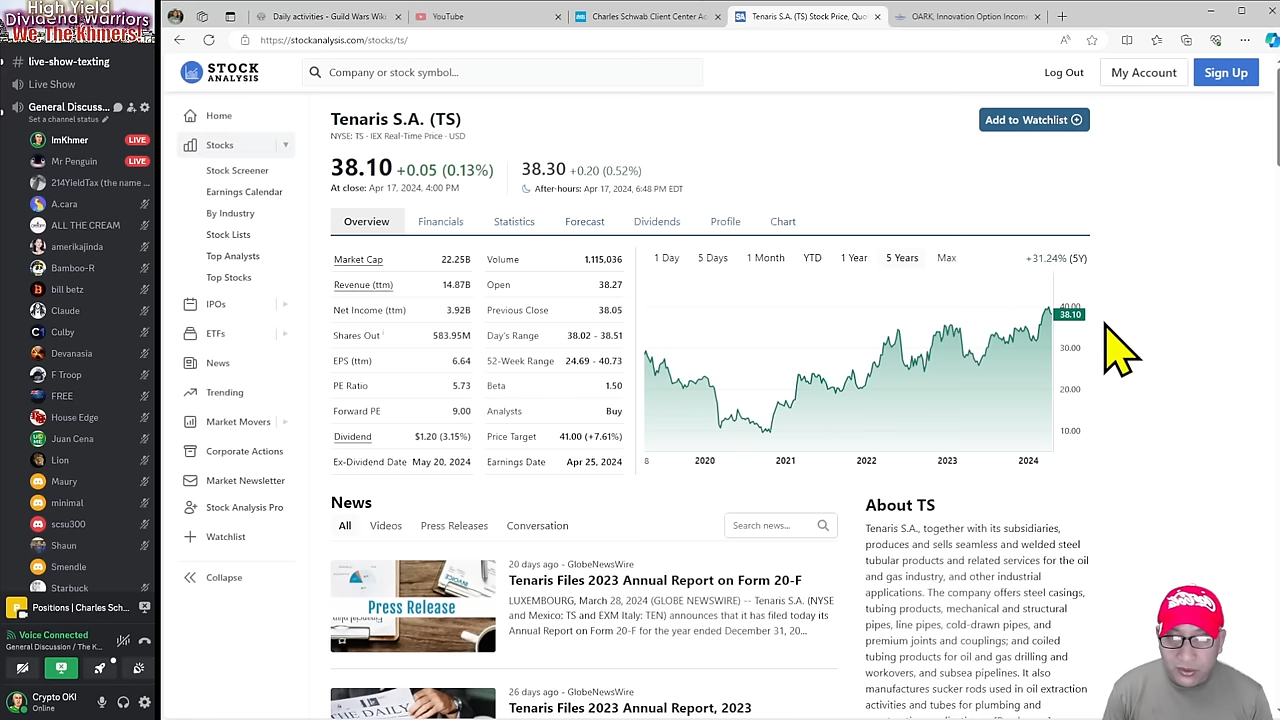 High Yield
Dividend Warriors
We The Khmers!
# live-show-texting
Live Show
General Discuss...
Set a channel status
ImKhmer LIVE
Mr Penguin LIVE
214YieldTax (the name ...
A.cara
ALL THE CREAM
amerikajinda
Bamboo-R
bill betz
Claude
Culby
Devanasia
F Troop
FREE
House Edge
Juan Cena
Lion
Maury
minimal
scsu300
Shaun
Smendle
Starbuck
Positions | Charles Sch...
Voice Connected
General Discussion / The K...
Crypto OKI
Online
Daily activities - Guild Wars Wiki
YouTube
Charles Schwab Client Center Ac
Tenaris S.A. (TS) Stock Price, Quo
OARK, Innovation Option Incom
https://stockanalysis.com/stocks/ts/
STOCK
ANALYSIS
Company or stock symbol...
Log Out
My Account
Sign Up
Home
Stocks
Stock Screener
Earnings Calendar
By Industry
Stock Lists
Top Analysts
Top Stocks
IPOs
ETFs
News
Trending
Market Movers
Corporate Actions
Market Newsletter
Stock Analysis Pro
Watchlist
Collapse
Tenaris S.A. (TS)
NYSE: TS · IEX Real-Time Price · USD
Add to Watchlist
38.10 +0.05 (0.13%)
At close: Apr 17, 2024, 4:00 PM
38.30 +0.20 (0.52%)
After-hours: Apr 17, 2024, 6:48 PM EDT
Overview Financials Statistics Forecast Dividends Profile Chart
Market Cap 22.25B Volume 1,115,036
Revenue (ttm) 14.87B Open 38.27
Net Income (ttm) 3.92B Previous Close 38.05
Shares Out 583.95M Day's Range 38.02 - 38.51
EPS (ttm) 6.64 52-Week Range 24.69 - 40.73
PE Ratio 5.73 Beta 1.50
Forward PE 9.00 Analysts Buy
Dividend $1.20 (3.15%) Price Target 41.00 (+7.61%)
Ex-Dividend Date May 20, 2024 Earnings Date Apr 25, 2024
1 Day 5 Days 1 Month YTD 1 Year 5 Years Max +31.24% (5Y)
40.00
38.10
30.00
20.00
10.00
8 2020 2021 2022 2023 2024
News
All Videos Press Releases Conversation
Search news...
Press Release
20 days ago - GlobeNewsWire
Tenaris Files 2023 Annual Report on Form 20-F
LUXEMBOURG, March 28, 2024 (GLOBE NEWSWIRE) -- Tenaris S.A. (NYSE
and Mexico: TS and EXM Italy: TEN) announces that it has filed today its
Annual Report on Form 20-F for the year ended December 31, 20...
THE DAILY
26 days ago - GlobeNewsWire
Tenaris Files 2023 Annual Report, 2023
About TS
Tenaris S.A., together with its subsidiaries,
produces and sells seamless and welded steel
tubular products and related services for the oil
and gas industry, and other industrial
applications. The company offers steel casings,
tubing products, mechanical and structural
pipes, line pipes, cold-drawn pipes, and
premium joints and couplings; and coiled
tubing products for oil and gas drilling and
workovers, and subsea pipelines. It also
manufactures sucker rods used in oil extraction
activities and tubes for plumbing and